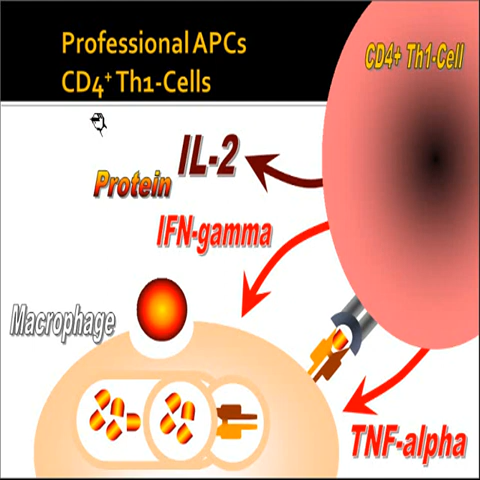 Professional APCs
CD4+ Th1-Cells
CD4+ Th1-Cell
IL-2
Protein
IFN-gamma
Macrophage
TNF-alpha